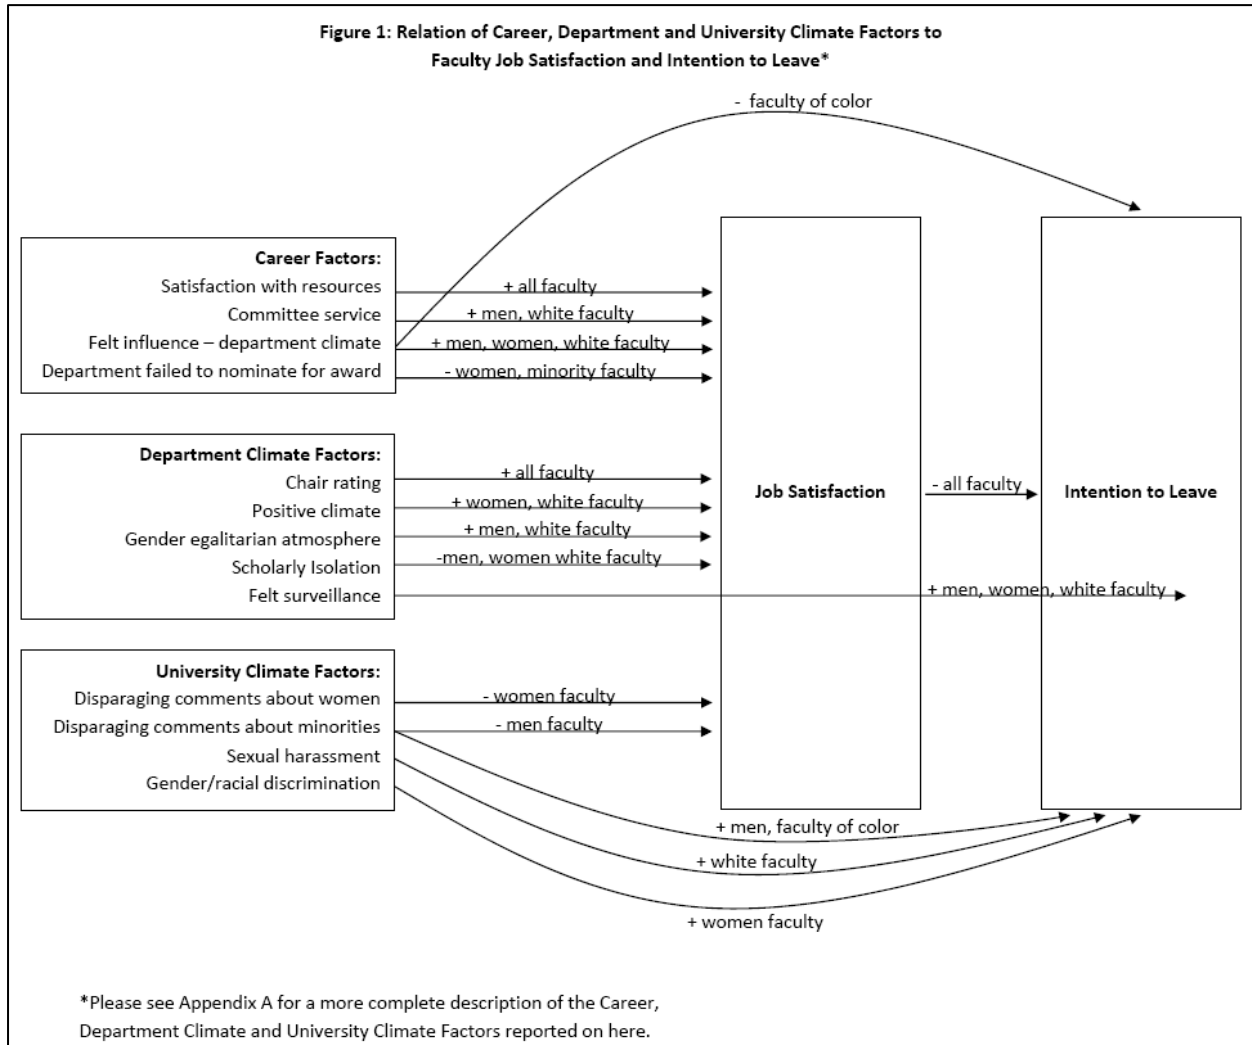 Figure 1: Relation of Career, Department and University Climate Factors to
Faculty Job Satisfaction and Intention to Leave*
- faculty of color
Career Factors:
Satisfaction with resources
Committee service
Felt influence – department climate
Department failed to nominate for award
+ all faculty
+ men, white faculty
+ men, women, white faculty
- women, minority faculty
Department Climate Factors:
Chair rating
Positive climate
Gender egalitarian atmosphere
Scholarly Isolation
Felt surveillance
+ all faculty
+ women, white faculty
+ men, white faculty
-men, women white faculty
Job Satisfaction
- all faculty
Intention to Leave
+ men, women, white faculty
University Climate Factors:
Disparaging comments about women
Disparaging comments about minorities
Sexual harassment
Gender/racial discrimination
- women faculty
- men faculty
+ men, faculty of color
+ white faculty
+ women faculty
*Please see Appendix A for a more complete description of the Career,
Department Climate and University Climate Factors reported on here.